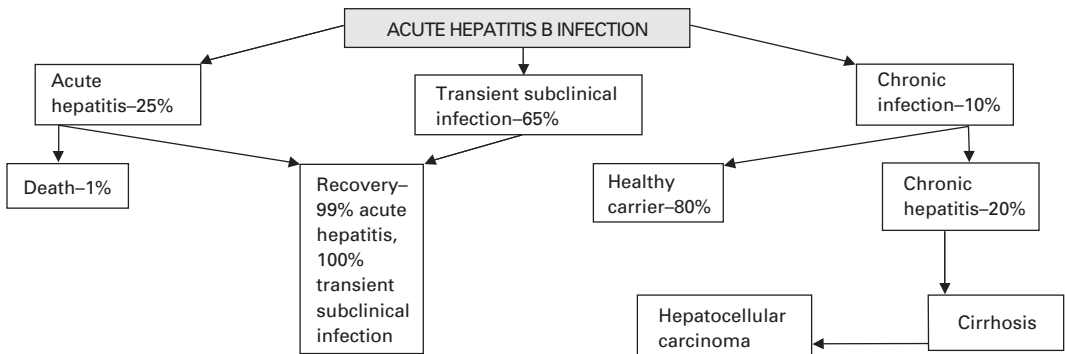 ACUTE HEPATITIS B INFECTION
Acute
hepatitis–25%
Transient subclinical
infection–65%
Chronic
infection–10%
Death–1%
Recovery–
99% acute
hepatitis,
100%
transient
subclinical
infection
Healthy
carrier–80%
Chronic
hepatitis–20%
Hepatocellular
carcinoma
Cirrhosis